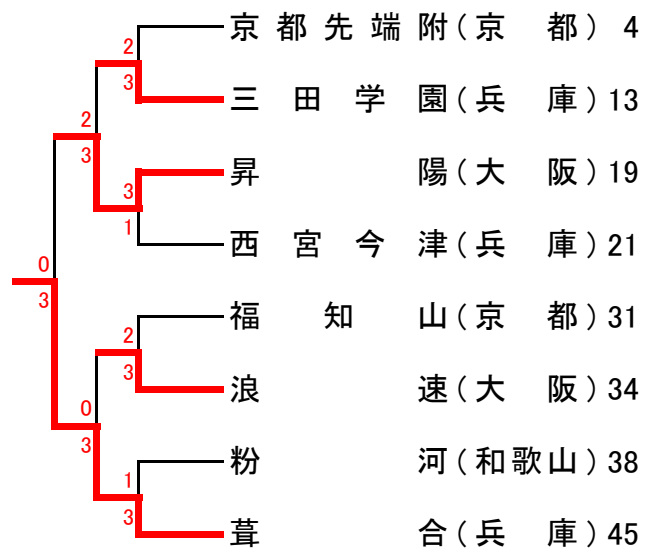 京都先端附(京 都) 4
2
3
三田学園(兵 庫)13
2
3
昇 陽(大 阪)19
3
1
西宮今津(兵 庫)21
0
3
福知山(京 都)31
2
3
浪 速(大 阪)34
0
3
粉 河(和歌山)38
1
3
葺 合(兵 庫)45